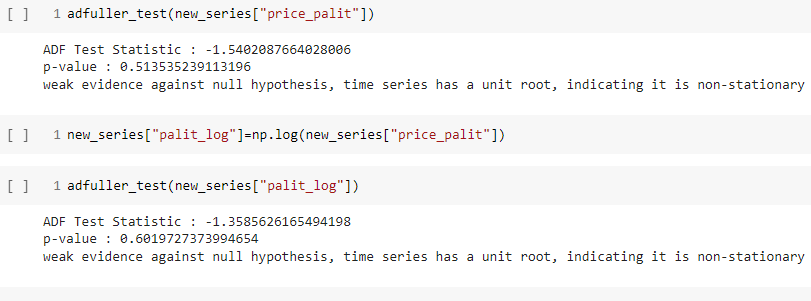 [ ] 1 adfuller_test(new_series["price_palit"])
ADF Test Statistic : -1.5402087664028006
p-value : 0.513535239113196
weak evidence against null hypothesis, time series has a unit root, indicating it is non-stationary
[ ] 1 new_series["palit_log"]=np.log(new_series["price_palit"])
[ ] 1 adfuller_test(new_series["palit_log"])
ADF Test Statistic : -1.3585626165494198
p-value : 0.6019727373994654
weak evidence against null hypothesis, time series has a unit root, indicating it is non-stationary